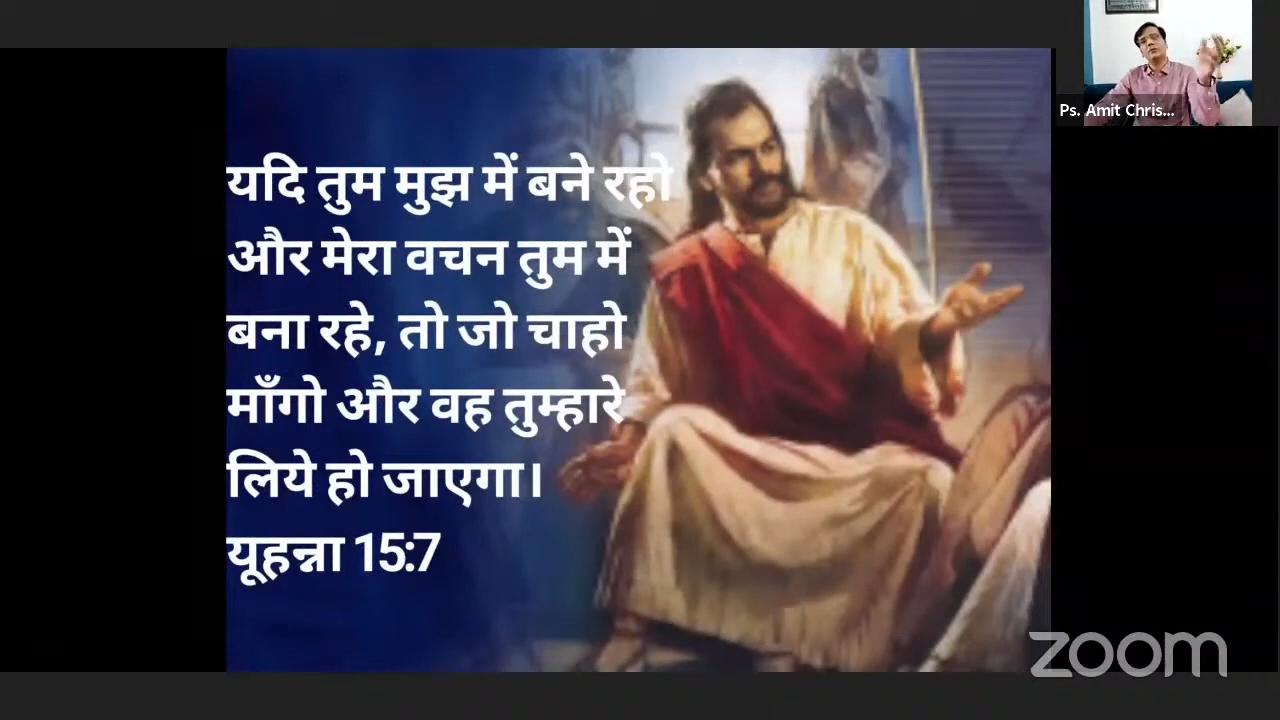 Ps. Amit Chris...
यदि तुम मुझ में बने रहो
और मेरा वचन तुम में
बना रहे, तो जो चाहो
माँगो और वह तुम्हारे
लिये हो जाएगा।
यूहन्ना 15:7
zoom